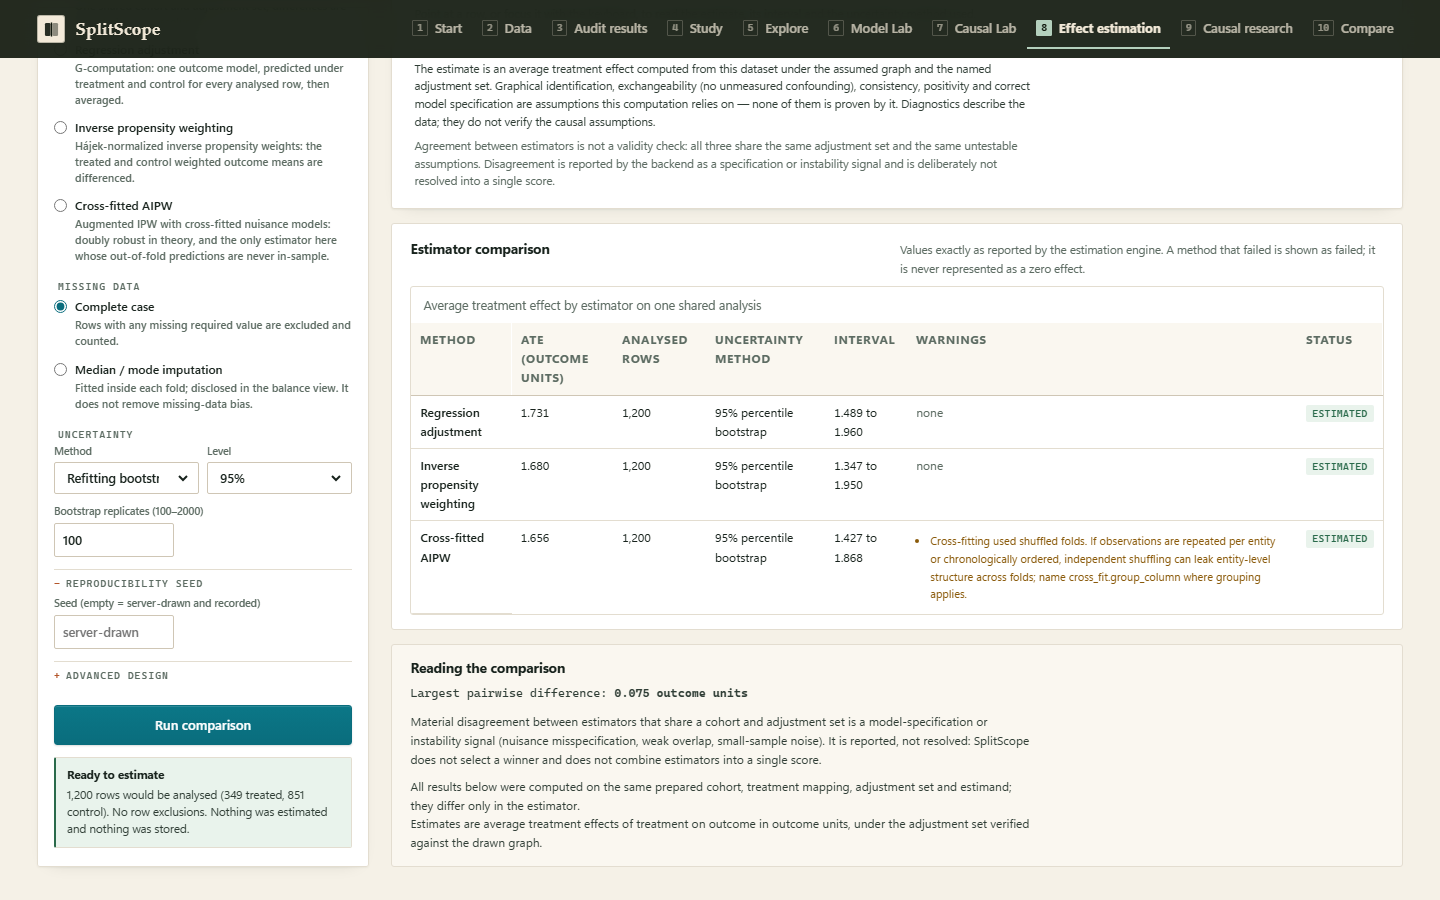 SplitScope
1 Start
2 Data
3 Audit results
4 Study
5 Explore
6 Model Lab
7 Causal Lab
8 Effect estimation
9 Causal research
10 Compare
G-computation: one outcome model, predicted under
treatment and control for every analysed row, then
averaged.
Inverse propensity weighting
Hájek-normalized inverse propensity weights: the
treated and control weighted outcome means are
differenced.
Cross-fitted AIPW
Augmented IPW with cross-fitted nuisance models:
doubly robust in theory, and the only estimator here
whose out-of-fold predictions are never in-sample.
MISSING DATA
Complete case
Rows with any missing required value are excluded and
counted.
Median / mode imputation
Fitted inside each fold; disclosed in the balance view. It
does not remove missing-data bias.
UNCERTAINTY
Method Level
Refitting bootstr 95%
Bootstrap replicates (100–2000)
100
− REPRODUCIBILITY SEED
Seed (empty = server-drawn and recorded)
server-drawn
+ ADVANCED DESIGN
Run comparison
Ready to estimate
1,200 rows would be analysed (349 treated, 851
control). No row exclusions. Nothing was estimated
and nothing was stored.
The estimate is an average treatment effect computed from this dataset under the assumed graph and the named
adjustment set. Graphical identification, exchangeability (no unmeasured confounding), consistency, positivity and correct
model specification are assumptions this computation relies on — none of them is proven by it. Diagnostics describe the
data; they do not verify the causal assumptions.
Agreement between estimators is not a validity check: all three share the same adjustment set and the same untestable
assumptions. Disagreement is reported by the backend as a specification or instability signal and is deliberately not
resolved into a single score.
Estimator comparison
Values exactly as reported by the estimation engine. A method that failed is shown as failed; it
is never represented as a zero effect.
Average treatment effect by estimator on one shared analysis
METHOD ATE ANALYSED UNCERTAINTY INTERVAL WARNINGS STATUS
(OUTCOME ROWS METHOD
UNITS)
Regression 1.731 1,200 95% percentile 1.489 to none ESTIMATED
adjustment bootstrap 1.960
Inverse 1.680 1,200 95% percentile 1.347 to none ESTIMATED
propensity bootstrap 1.950
weighting
Cross-fitted 1.656 1,200 95% percentile 1.427 to • Cross-fitting used shuffled folds. If observations are repeated per entity ESTIMATED
AIPW bootstrap 1.868 or chronologically ordered, independent shuffling can leak entity-level
structure across folds; name cross_fit.group_column where grouping
applies.
Reading the comparison
Largest pairwise difference: 0.075 outcome units
Material disagreement between estimators that share a cohort and adjustment set is a model-specification or
instability signal (nuisance misspecification, weak overlap, small-sample noise). It is reported, not resolved: SplitScope
does not select a winner and does not combine estimators into a single score.
All results below were computed on the same prepared cohort, treatment mapping, adjustment set and estimand;
they differ only in the estimator.
Estimates are average treatment effects of treatment on outcome in outcome units, under the adjustment set verified
against the drawn graph.